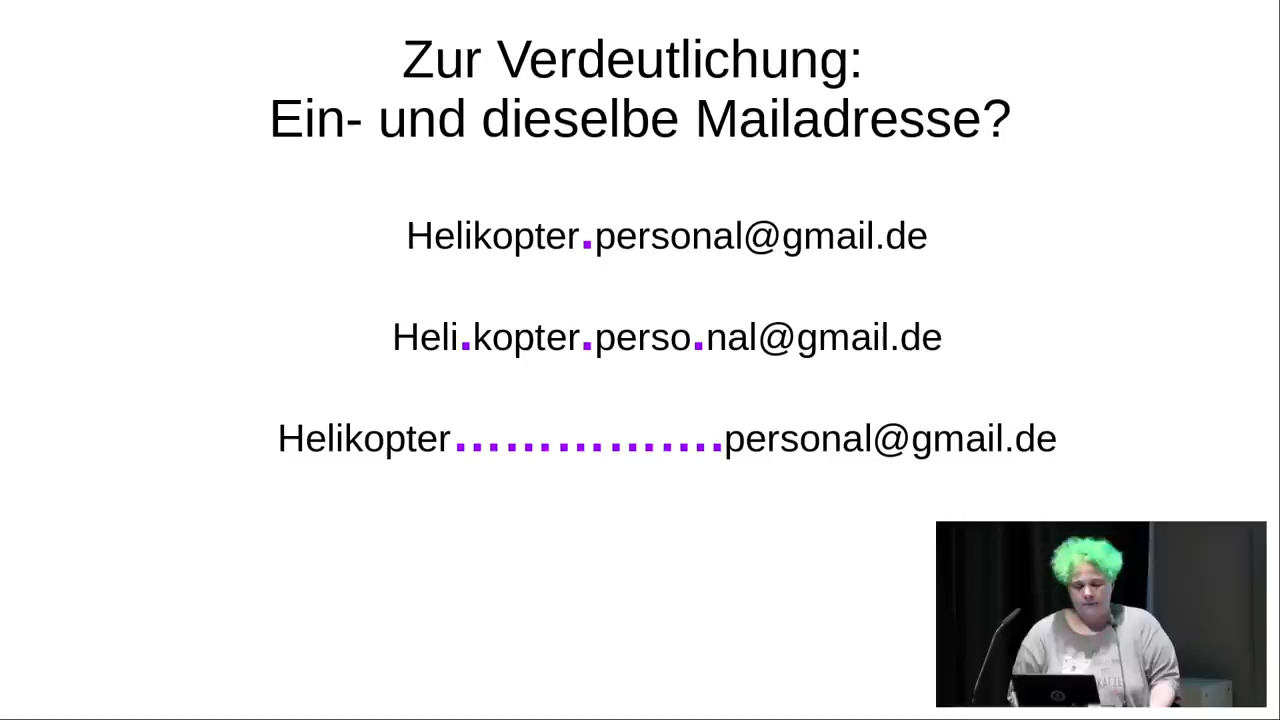 Zur Verdeutlichung:
Ein- und dieselbe Mailadresse?
Helikopter.personal@gmail.de
Heli.kopter.perso.nal@gmail.de
Helikopter................personal@gmail.de